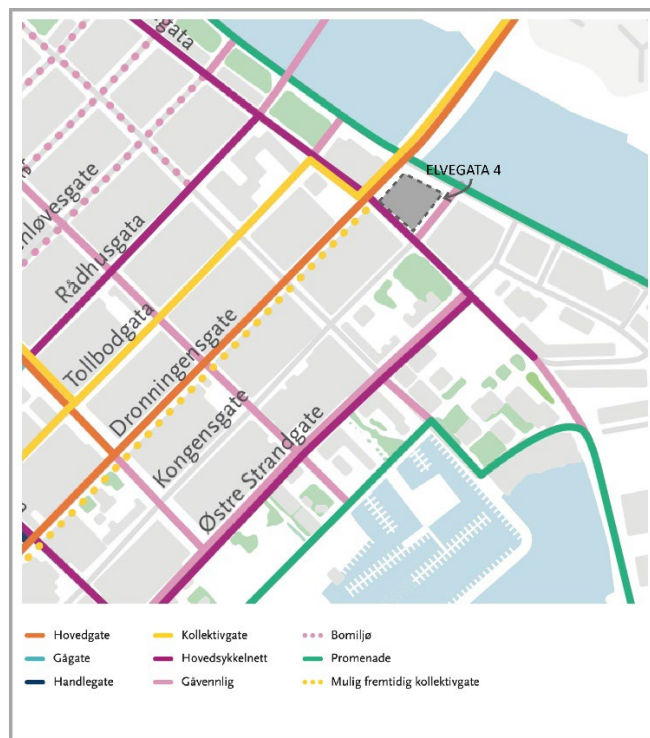 gata
ELVEGATA 4
nløvesgate
Rådhusgata
Tollbodgata
Dronningensgate
Kongensgate
Østre Strandgate
Hovedgate
Kollektivgate
Bomiljø
Gågate
Hovedsykkelnett
Promenade
Handlegate
Gåvennlig
Mulig fremtidig kollektivgate